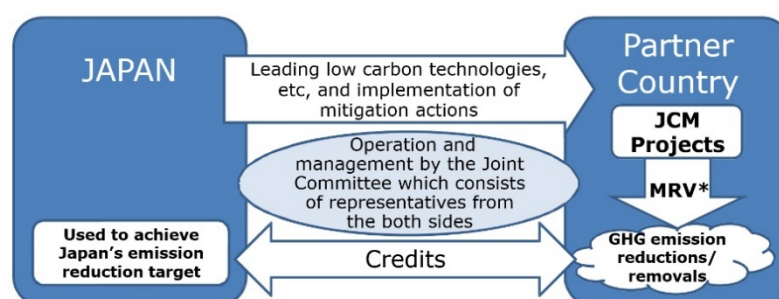 JAPAN
Leading low carbon technologies,
etc, and implementation of
mitigation actions
Partner
Country
JCM
Projects
Operation and
management by the Joint
Committee which consists
of representatives from
the both sides
MRV*
Used to achieve
Japan's emission
reduction target
Credits
GHG emission
reductions/
removals